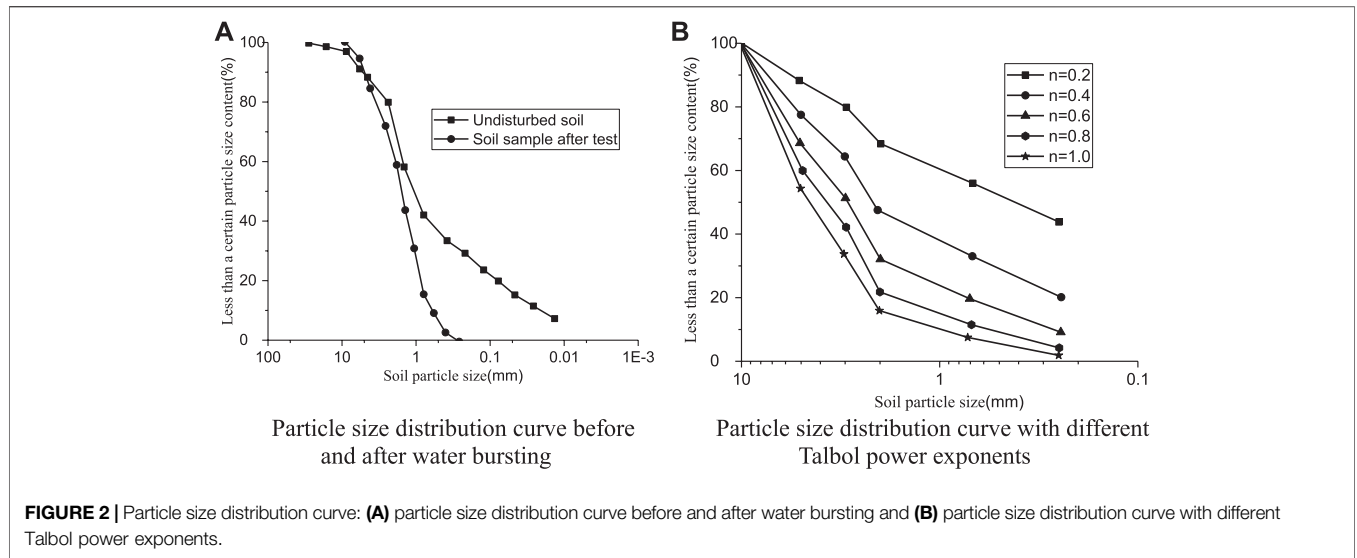 A
Less than a certain particle size content(%)
100
80
60
40
20
0
100
10
1
0.1
0.01
1E-3
Soil particle size(mm)
Undisturbed soil
Soil sample after test
Particle size distribution curve before
and after water bursting
B
Less than a certain particle size content(%)
100
80
60
40
20
0
10
1
0.1
Soil particle size(mm)
n=0.2
n=0.4
n=0.6
n=0.8
n=1.0
Particle size distribution curve with different
Talbol power exponents
FIGURE 2 | Particle size distribution curve: (A) particle size distribution curve before and after water bursting and (B) particle size distribution curve with different
Talbol power exponents.